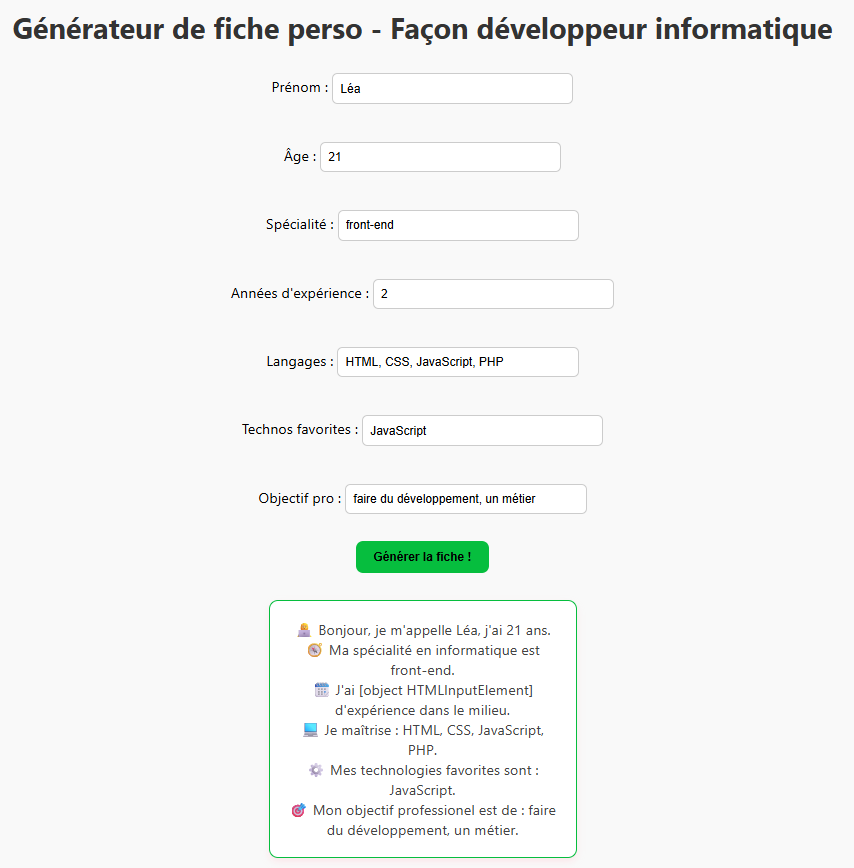 Générateur de fiche perso - Façon développeur informatique
Prénom : Léa
Âge : 21
Spécialité : front-end
Années d'expérience : 2
Langages : HTML, CSS, JavaScript, PHP
Technos favorites : JavaScript
Objectif pro : faire du développement, un métier
Générer la fiche !
Bonjour, je m'appelle Léa, j'ai 21 ans.
Ma spécialité en informatique est
front-end.
J'ai [object HTMLInputElement]
d'expérience dans le milieu.
Je maîtrise : HTML, CSS, JavaScript,
PHP.
Mes technologies favorites sont :
JavaScript.
Mon objectif professionel est de : faire
du développement, un métier.